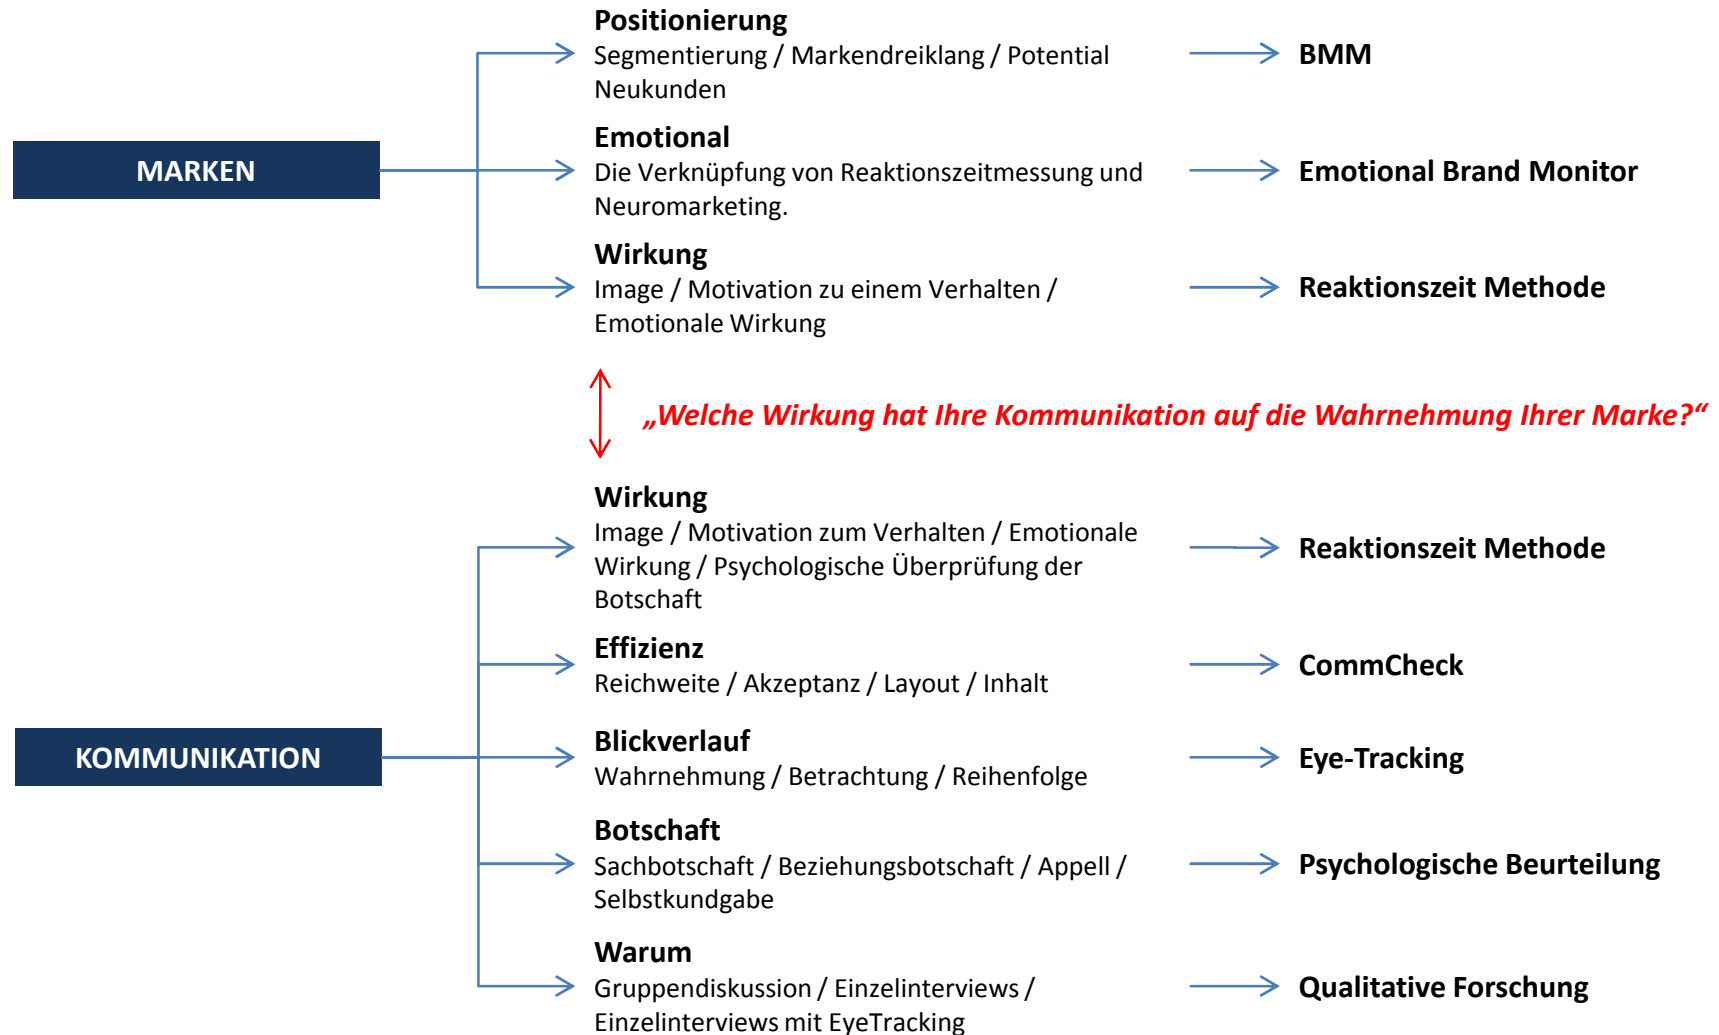 Positionierung
Segmentierung / Markendreiklang / Potential
Neukunden
BMM
MARKEN
Emotional
Die Verknüpfung von Reaktionszeitmessung und
Neuromarketing.
Emotional Brand Monitor
Wirkung
Image / Motivation zu einem Verhalten /
Emotionale Wirkung
Reaktionszeit Methode
„Welche Wirkung hat Ihre Kommunikation auf die Wahrnehmung Ihrer Marke?“
Wirkung
Image / Motivation zum Verhalten / Emotionale
Wirkung / Psychologische Überprüfung der
Botschaft
Reaktionszeit Methode
Effizienz
Reichweite / Akzeptanz / Layout / Inhalt
CommCheck
KOMMUNIKATION
Blickverlauf
Wahrnehmung / Betrachtung / Reihenfolge
Eye-Tracking
Botschaft
Sachbotschaft / Beziehungsbotschaft / Appell /
Selbstkundgabe
Psychologische Beurteilung
Warum
Gruppendiskussion / Einzelinterviews /
Einzelinterviews mit EyeTracking
Qualitative Forschung